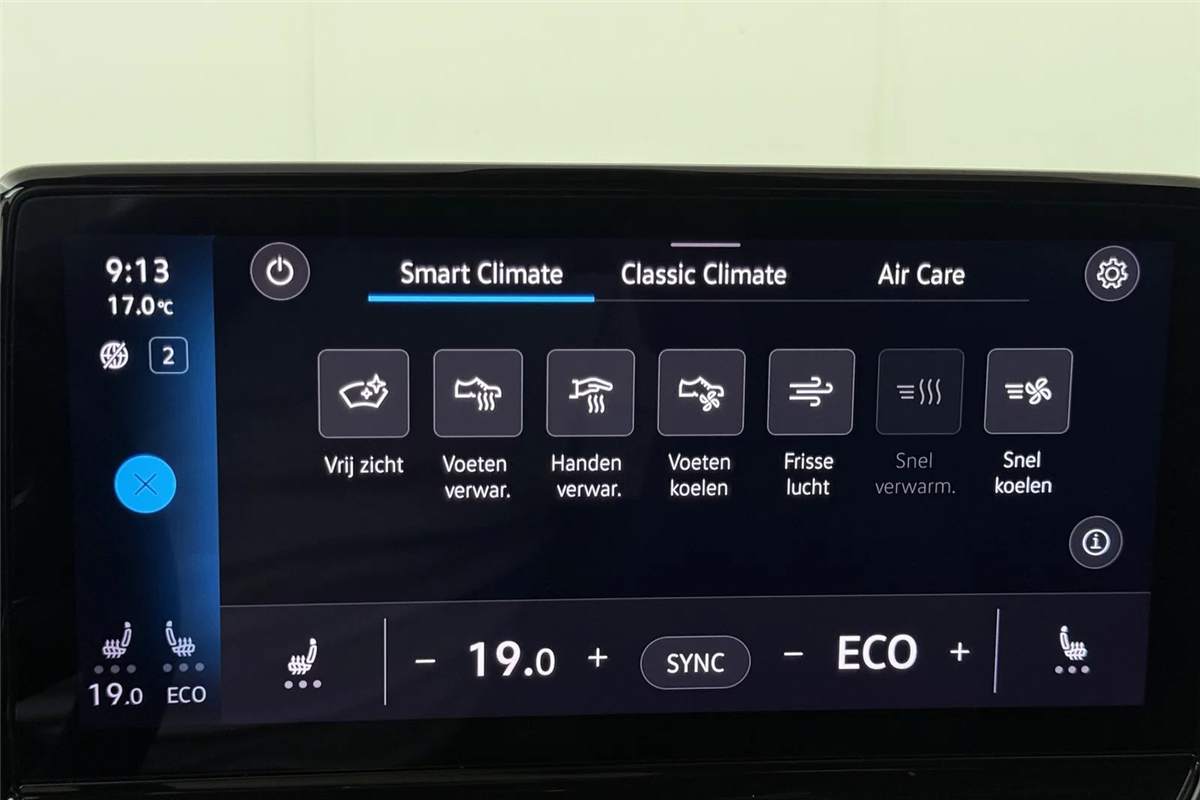 9:13
17.0°C
2
Smart Climate
Classic Climate
Air Care
Vrij zicht
Voeten
verwar.
Handen
verwar.
Voeten
koelen
Frisse
lucht
Snel
verwarm.
Snel
koelen
i
19.0
ECO
− 19.0 +
SYNC
− ECO +